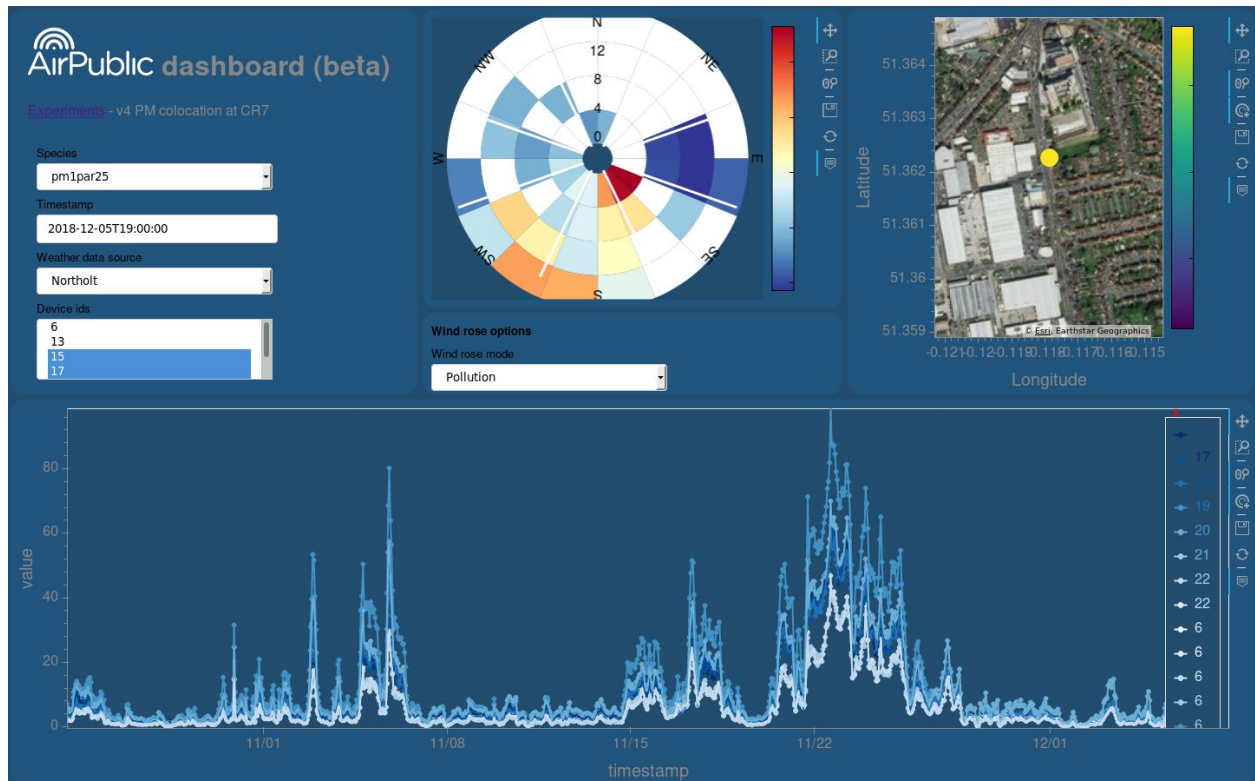 AirPublic dashboard (beta)
Experiments - v4 PM colocation at CR7
Species
pm1par25
Timestamp
2018-12-05T19:00:00
Weather data source
Northolt
Device ids
6
13
15
17
N
NE
E
SE
S
SW
W
NW
12
8
4
0
Wind rose options
Wind rose mode
Pollution
51.364
51.363
51.362
51.361
51.36
51.359
Latitude
-0.121
-0.12
-0.119
-0.118
-0.117
-0.116
-0.115
Longitude
© Esri, Earthstar Geographics
80
60
40
20
0
value
11/01
11/08
11/15
11/22
12/01
timestamp
17
19
20
21
22
22
6
6
6
6
6